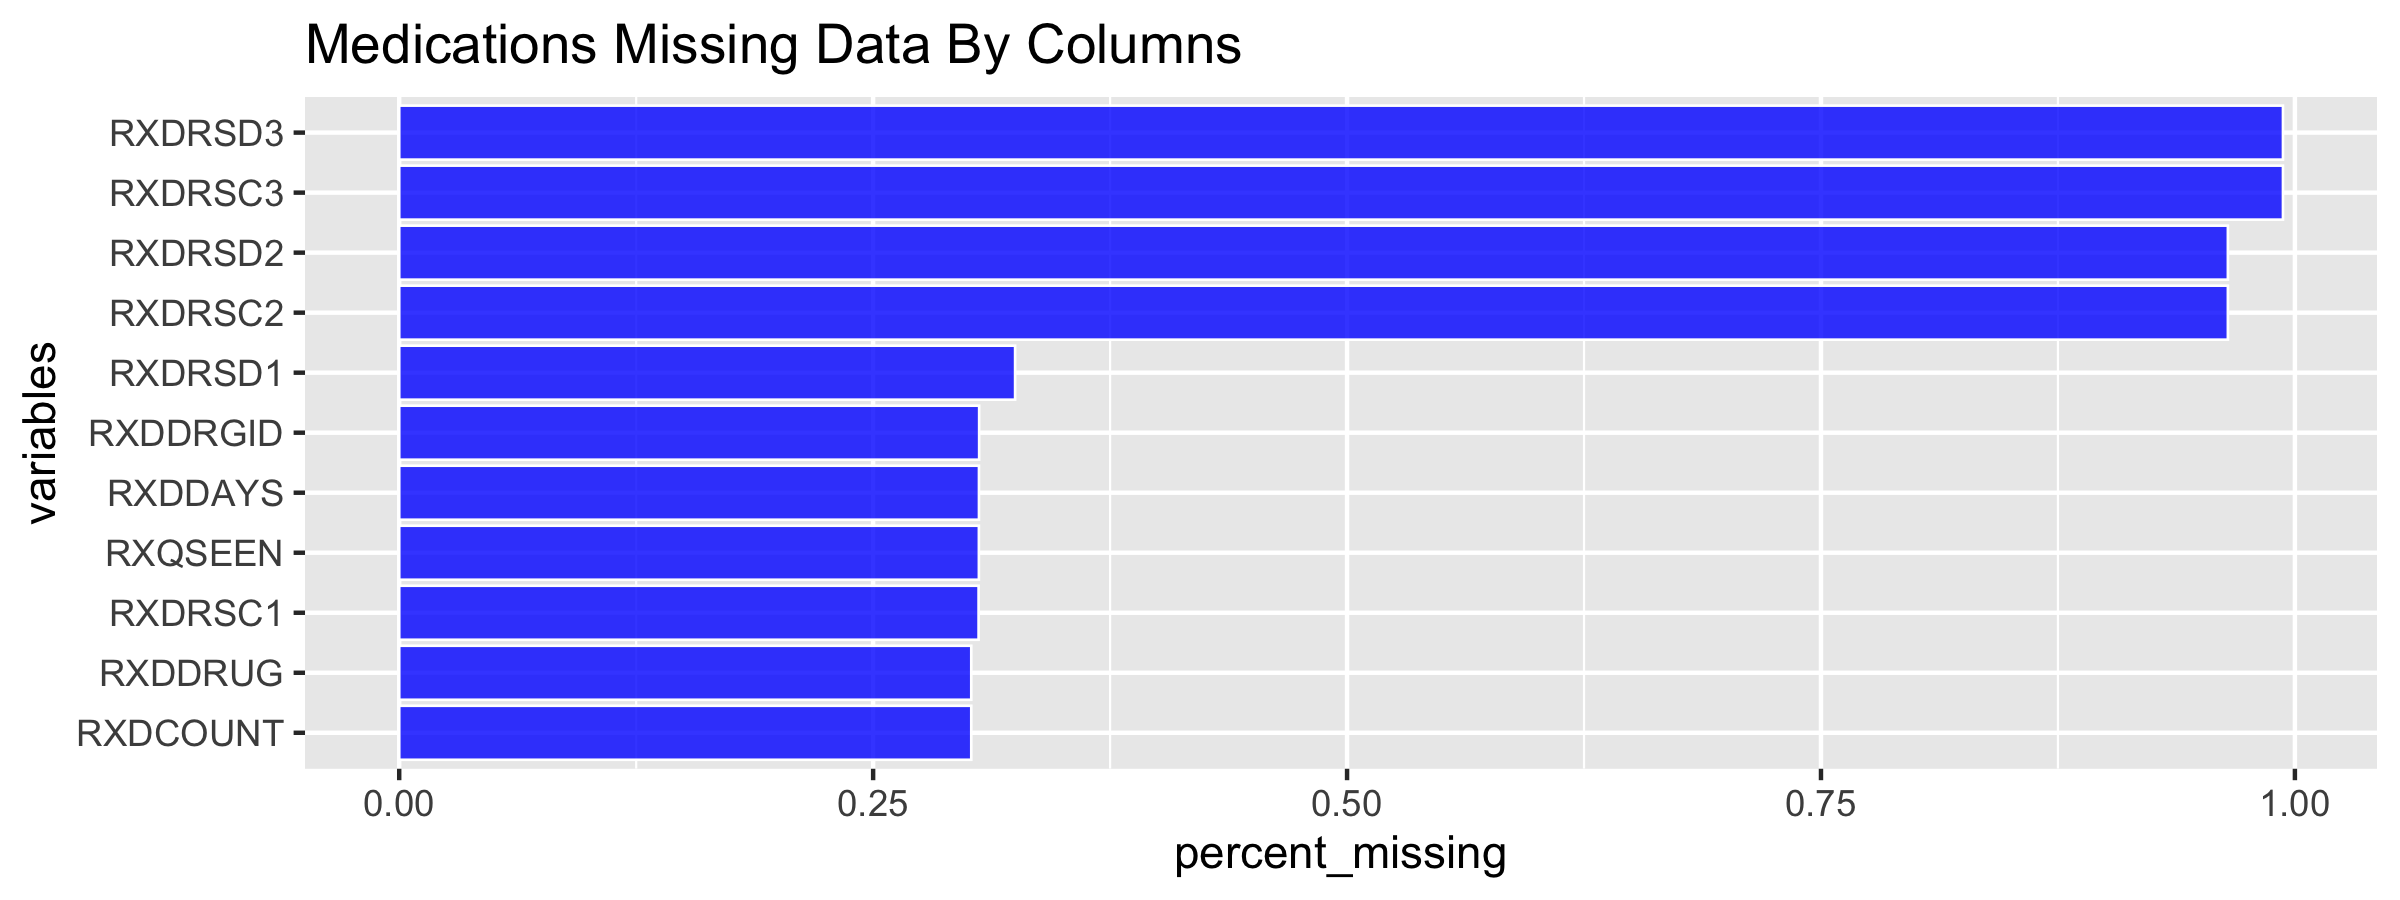 Medications Missing Data By Columns
variables
RXDRSD3
RXDRSC3
RXDRSD2
RXDRSC2
RXDRSD1
RXDDRGID
RXDDAYS
RXQSEEN
RXDRSC1
RXDDRUG
RXDCOUNT
0.00 0.25 0.50 0.75 1.00
percent_missing